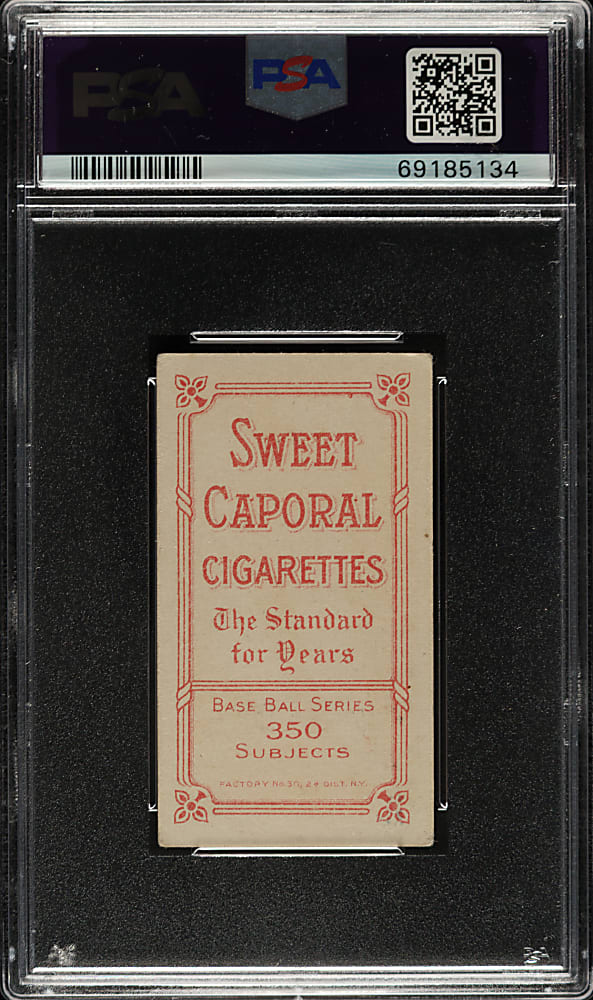 PSA
PSA
69185134
SWEET
CAPORAL
CIGARETTES
The Standard
for Years
BASE BALL SERIES
350
SUBJECTS
FACTORY No. 30, 2d DIST. N.Y.